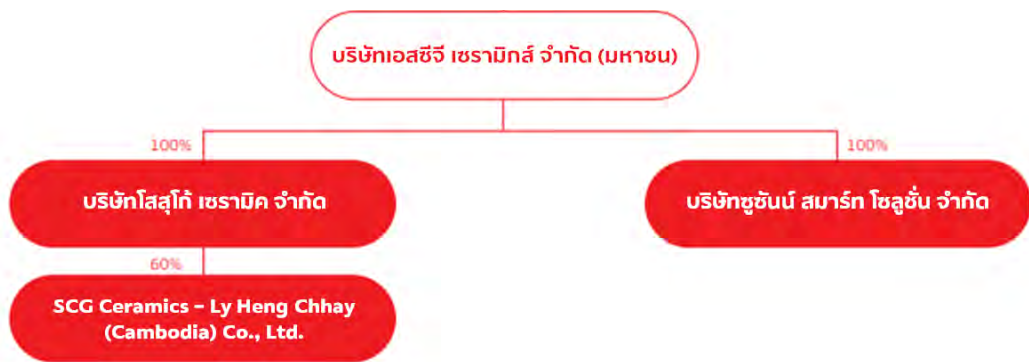 บริษัทเอสซีจี เซรามิกส์ จำกัด (มหาชน)
100%
100%
บริษัทโสสุโก้ เซรามิค จำกัด
บริษัทซูซันน์ สมาร์ท โซลูชั่น จำกัด
60%
SCG Ceramics – Ly Heng Chhay
(Cambodia) Co., Ltd.